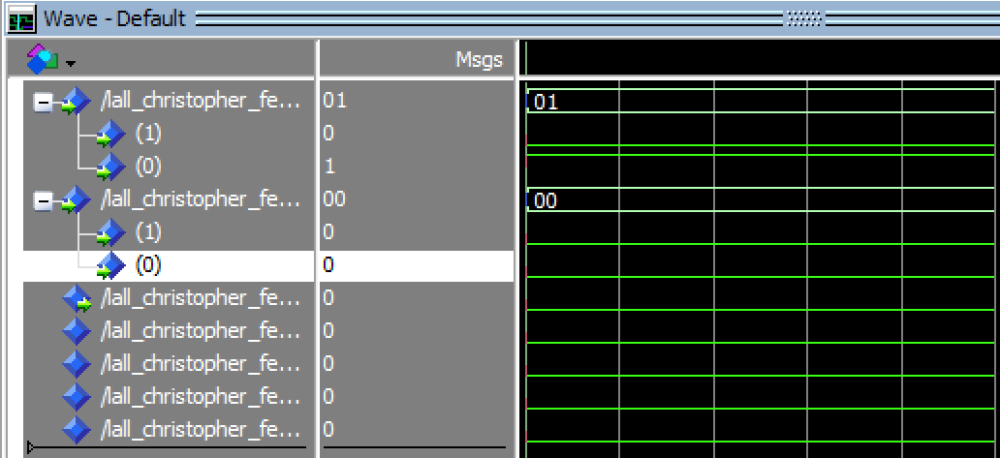 Wave - Default
Msgs
/lall_christopher_fe... 01 01
(1) 0
(0) 1
/lall_christopher_fe... 00 00
(1) 0
(0) 0
/lall_christopher_fe... 0
/lall_christopher_fe... 0
/lall_christopher_fe... 0
/lall_christopher_fe... 0
/lall_christopher_fe... 0